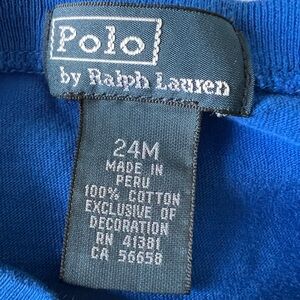 Polo
by Ralph Lauren
24M
MADE IN
PERU
100% COTTON
EXCLUSIVE OF
DECORATION
RN 41381
CA 56658